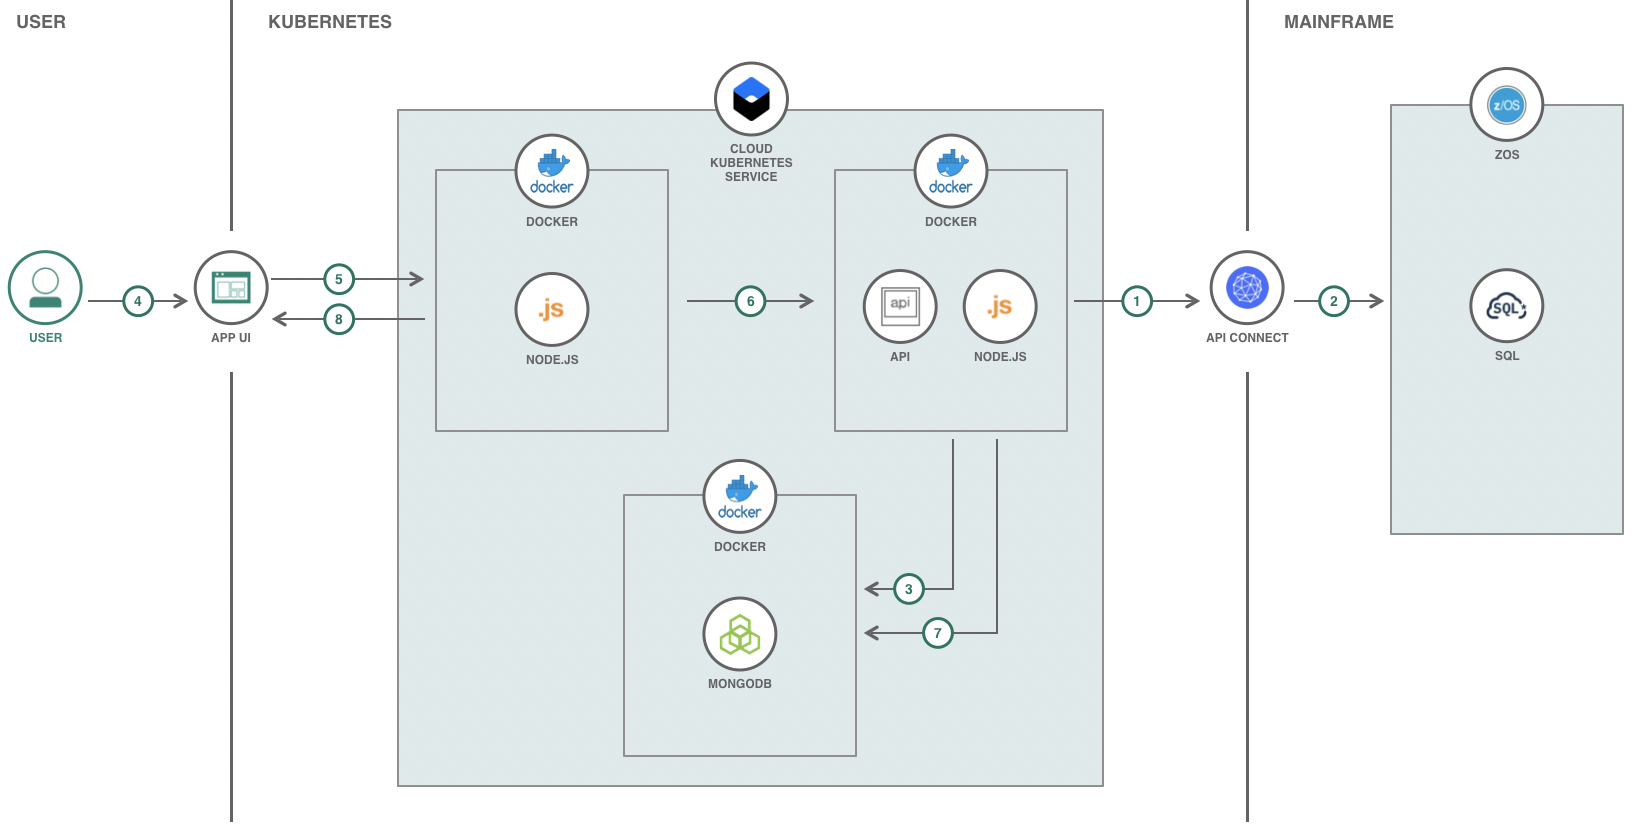 USER
KUBERNETES
MAINFRAME
CLOUD
KUBERNETES
SERVICE
docker
DOCKER
docker
DOCKER
z/OS
ZOS
USER
4
APP UI
5
8
.js
NODE.JS
6
api
API
.js
NODE.JS
1
API CONNECT
2
SQL
SQL
docker
DOCKER
3
7
MONGODB